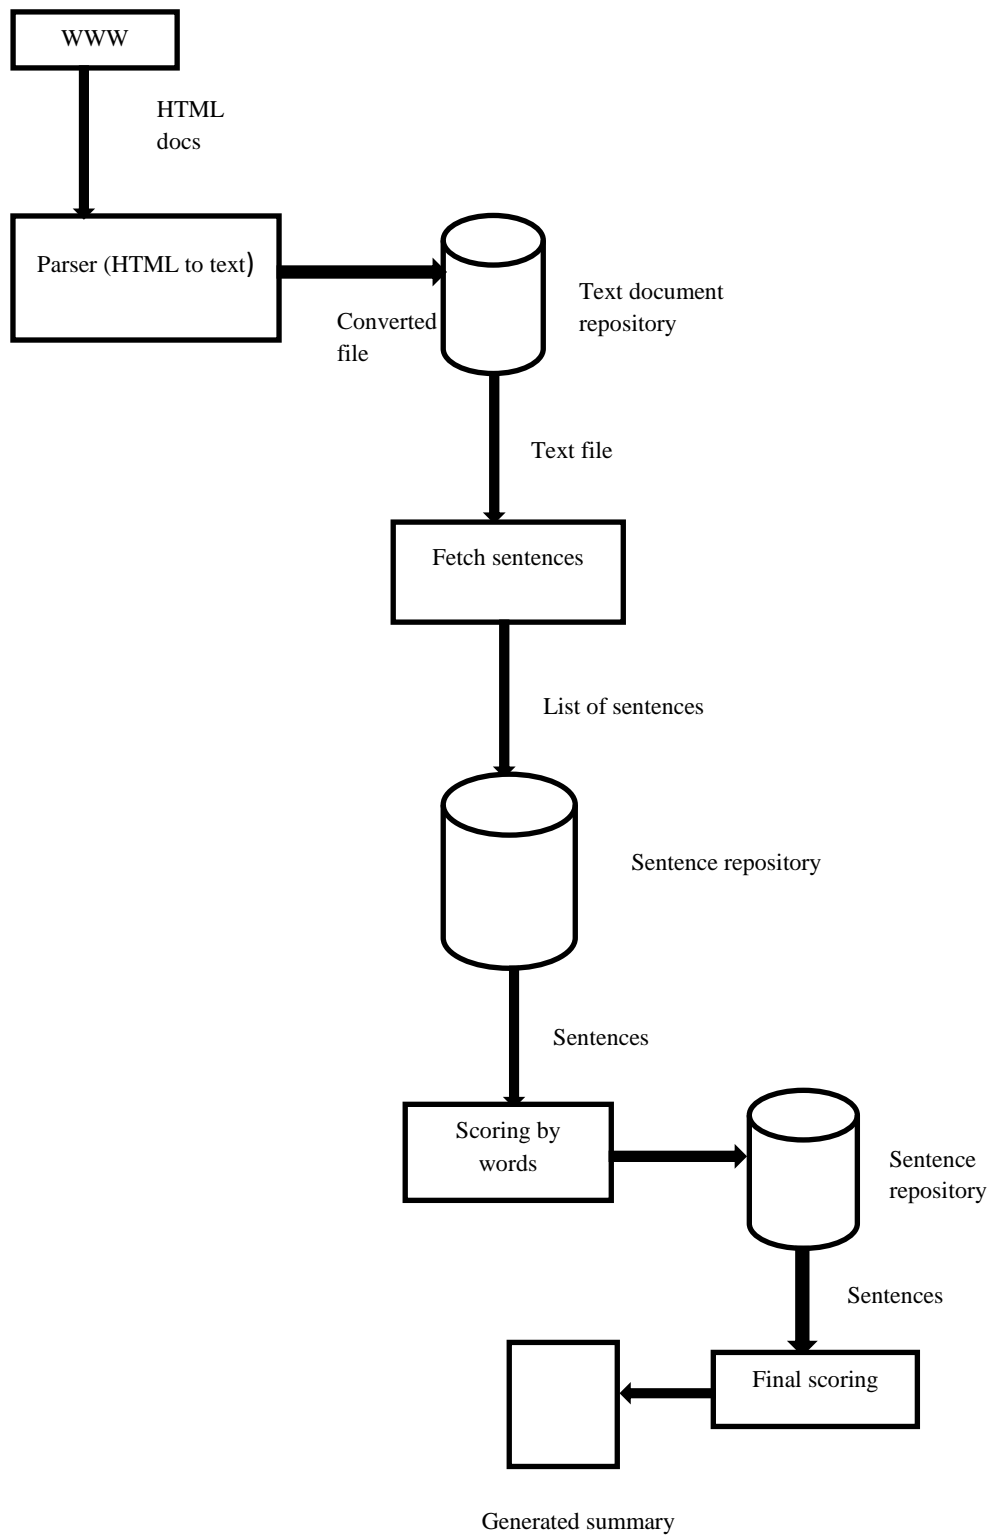 WWW
HTML
docs
Parser (HTML to text)
Converted
file
Text document
repository
Text file
Fetch sentences
List of sentences
Sentence repository
Sentences
Scoring by
words
Sentence
repository
Sentences
Final scoring
Generated summary